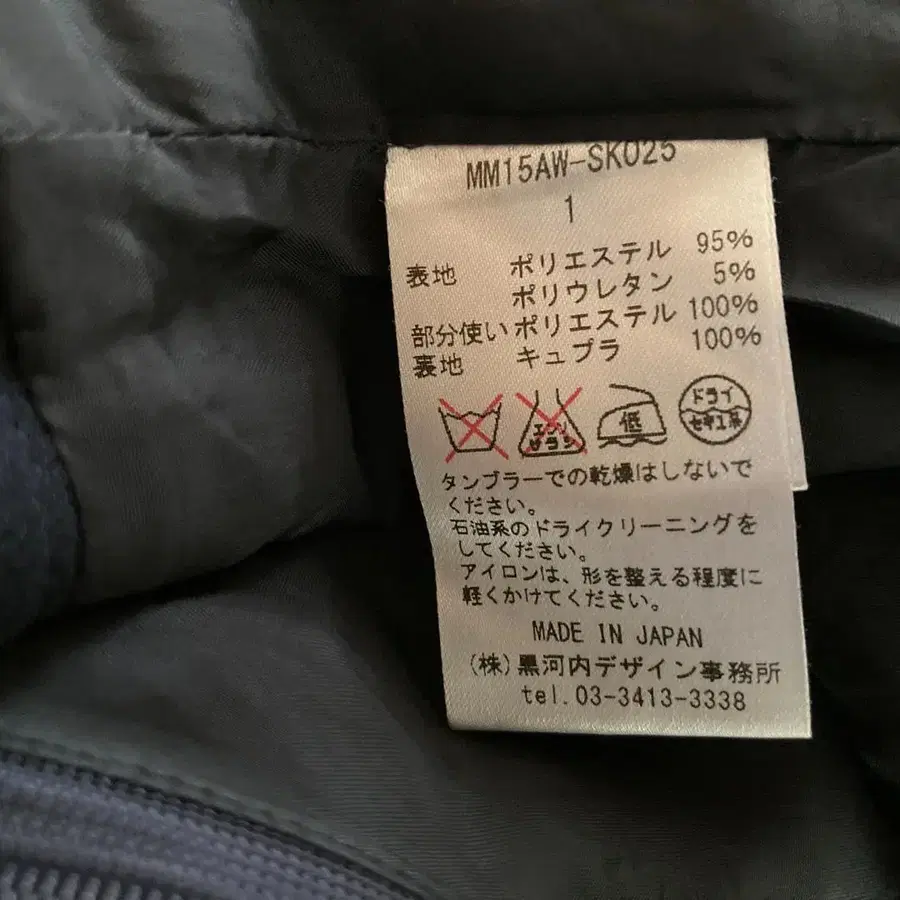 MM15AW-SK025
1
表地 ポリエステル 95%
ポリウレタン 5%
部分使い ポリエステル 100%
裏地 キュプラ 100%
エンソ
サラシ
低
ドライ
セキユ系
タンブラーでの乾燥はしないで
ください。
石油系のドライクリーニングを
してください。
アイロンは、形を整える程度に
軽くかけてください。
MADE IN JAPAN
(株)黒河内デザイン事務所
tel.03-3413-3338